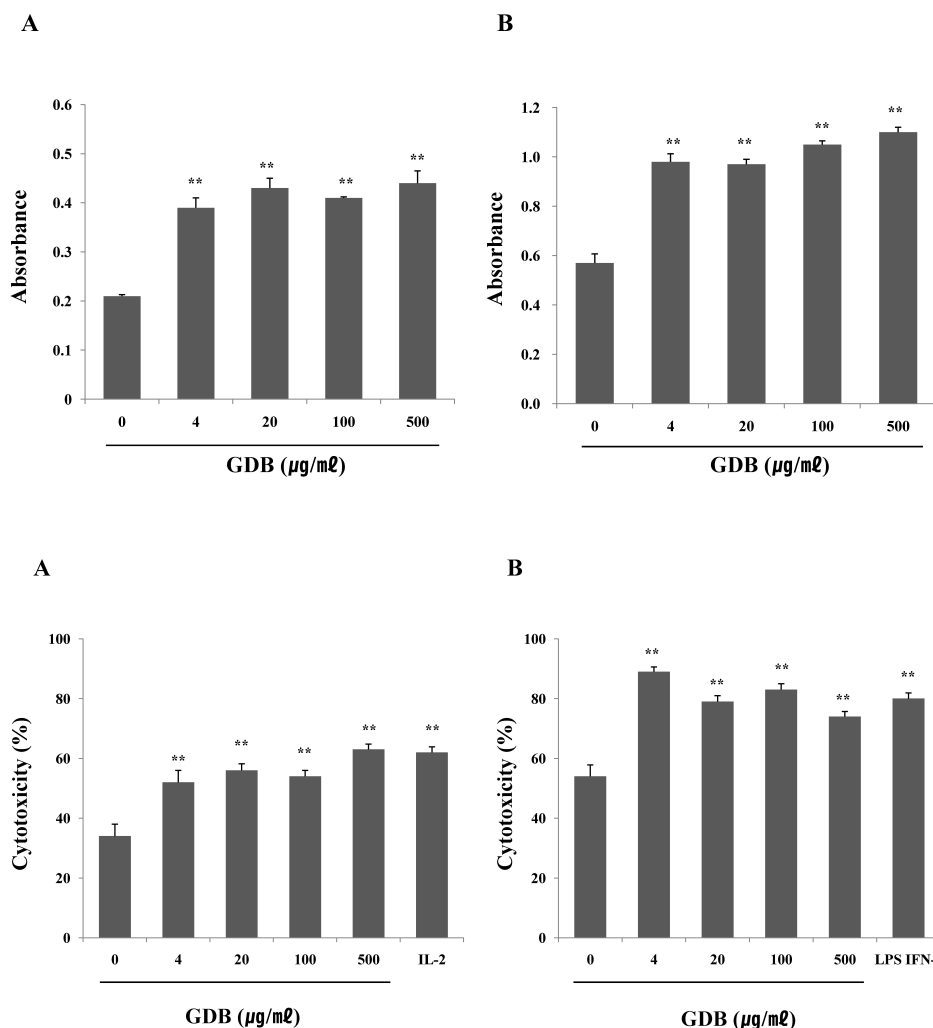 A
B
Absorbance
0.6
0.5
0.4
0.3
0.2
0.1
0
**
**
**
**
0 4 20 100 500
GDB (µg/㎖)
Absorbance
1.2
1.0
0.8
0.6
0.4
0.2
0.0
**
**
**
**
0 4 20 100 500
GDB (µg/㎖)
A
B
Cytotoxicity (%)
100
80
60
40
20
0
**
**
**
**
**
0 4 20 100 500 IL-2
GDB (µg/㎖)
Cytotoxicity (%)
100
80
60
40
20
0
**
**
**
**
**
0 4 20 100 500 LPS IFN-
GDB (µg/㎖)